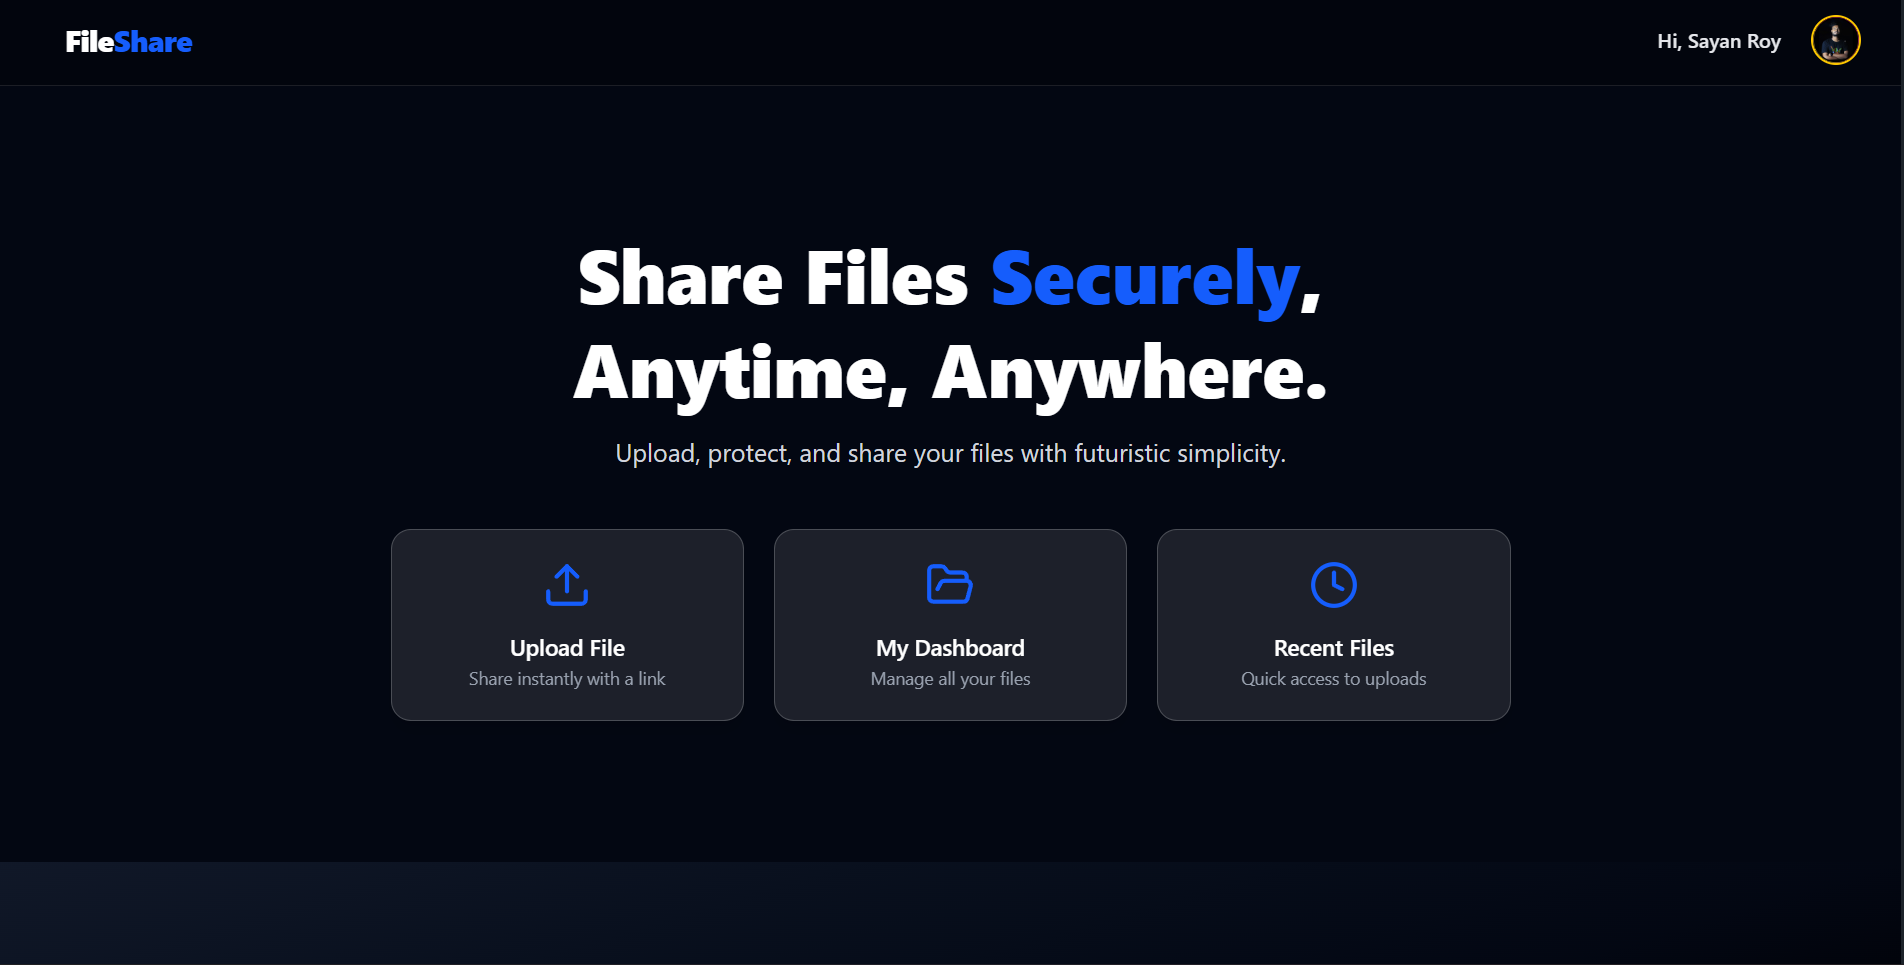 FileShare
Hi, Sayan Roy
Share Files Securely,
Anytime, Anywhere.
Upload, protect, and share your files with futuristic simplicity.
Upload File
Share instantly with a link
My Dashboard
Manage all your files
Recent Files
Quick access to uploads